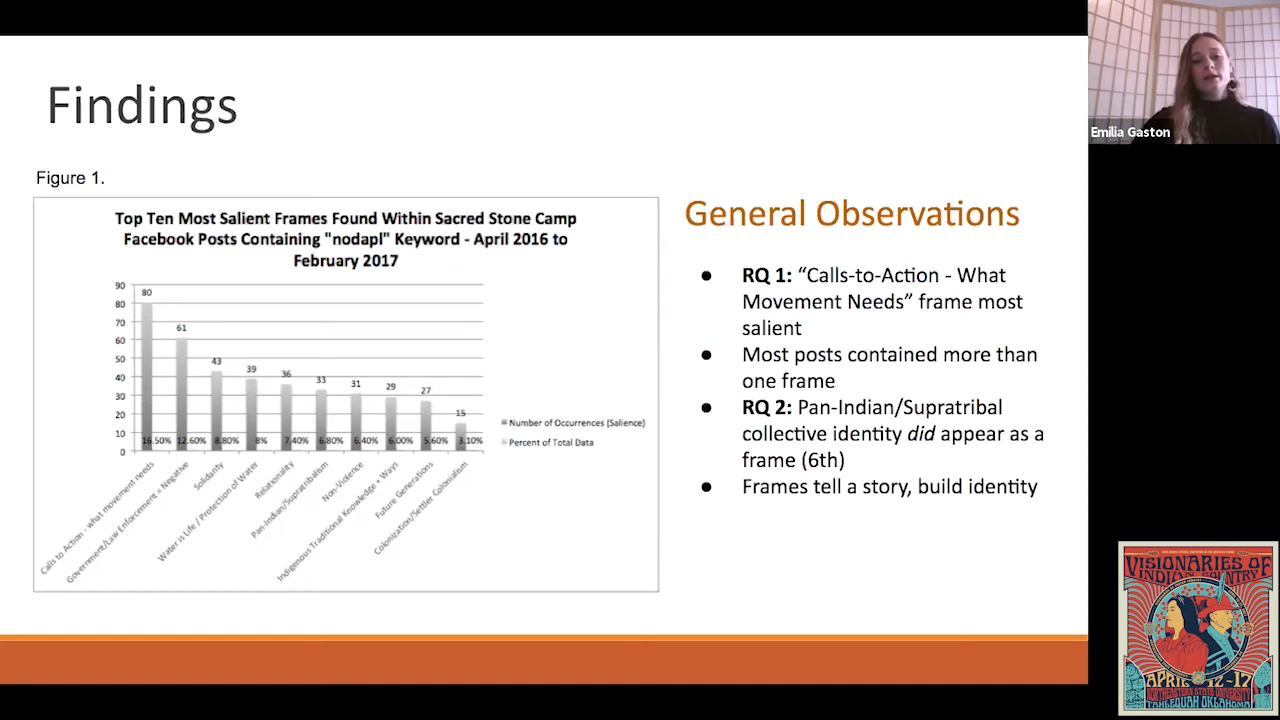 Findings
Figure 1.
Top Ten Most Salient Frames Found Within Sacred Stone Camp
Facebook Posts Containing "nodapl" Keyword - April 2016 to
February 2017
90
80
70
60
50
40
30
20
10
0
80
61
43
39
36
33
31
29
27
15
16.50%
12.60%
8.80%
8%
7.40%
6.80%
6.40%
6.00%
5.60%
3.10%
Calls to Action - what movement needs
Government/Law Enforcement = Negative
Solidarity
Water is Life / Protection of Water
Relationality
Pan-Indian/Supratribalism
Non-Violence
Indigenous Traditional Knowledge + Ways
Future Generations
Colonization/Settler Colonialism
Number of Occurrences (Salience)
Percent of Total Data
General Observations
● RQ 1: “Calls-to-Action - What
Movement Needs” frame most
salient
● Most posts contained more than
one frame
● RQ 2: Pan-Indian/Supratribal
collective identity did appear as a
frame (6th)
● Frames tell a story, build identity
Emilia Gaston
VISIONARIES OF
INDIAN COUNTRY
APRIL 12-17
NORTHEASTERN STATE UNIVERSITY
TAHLEQUAH OKLAHOMA